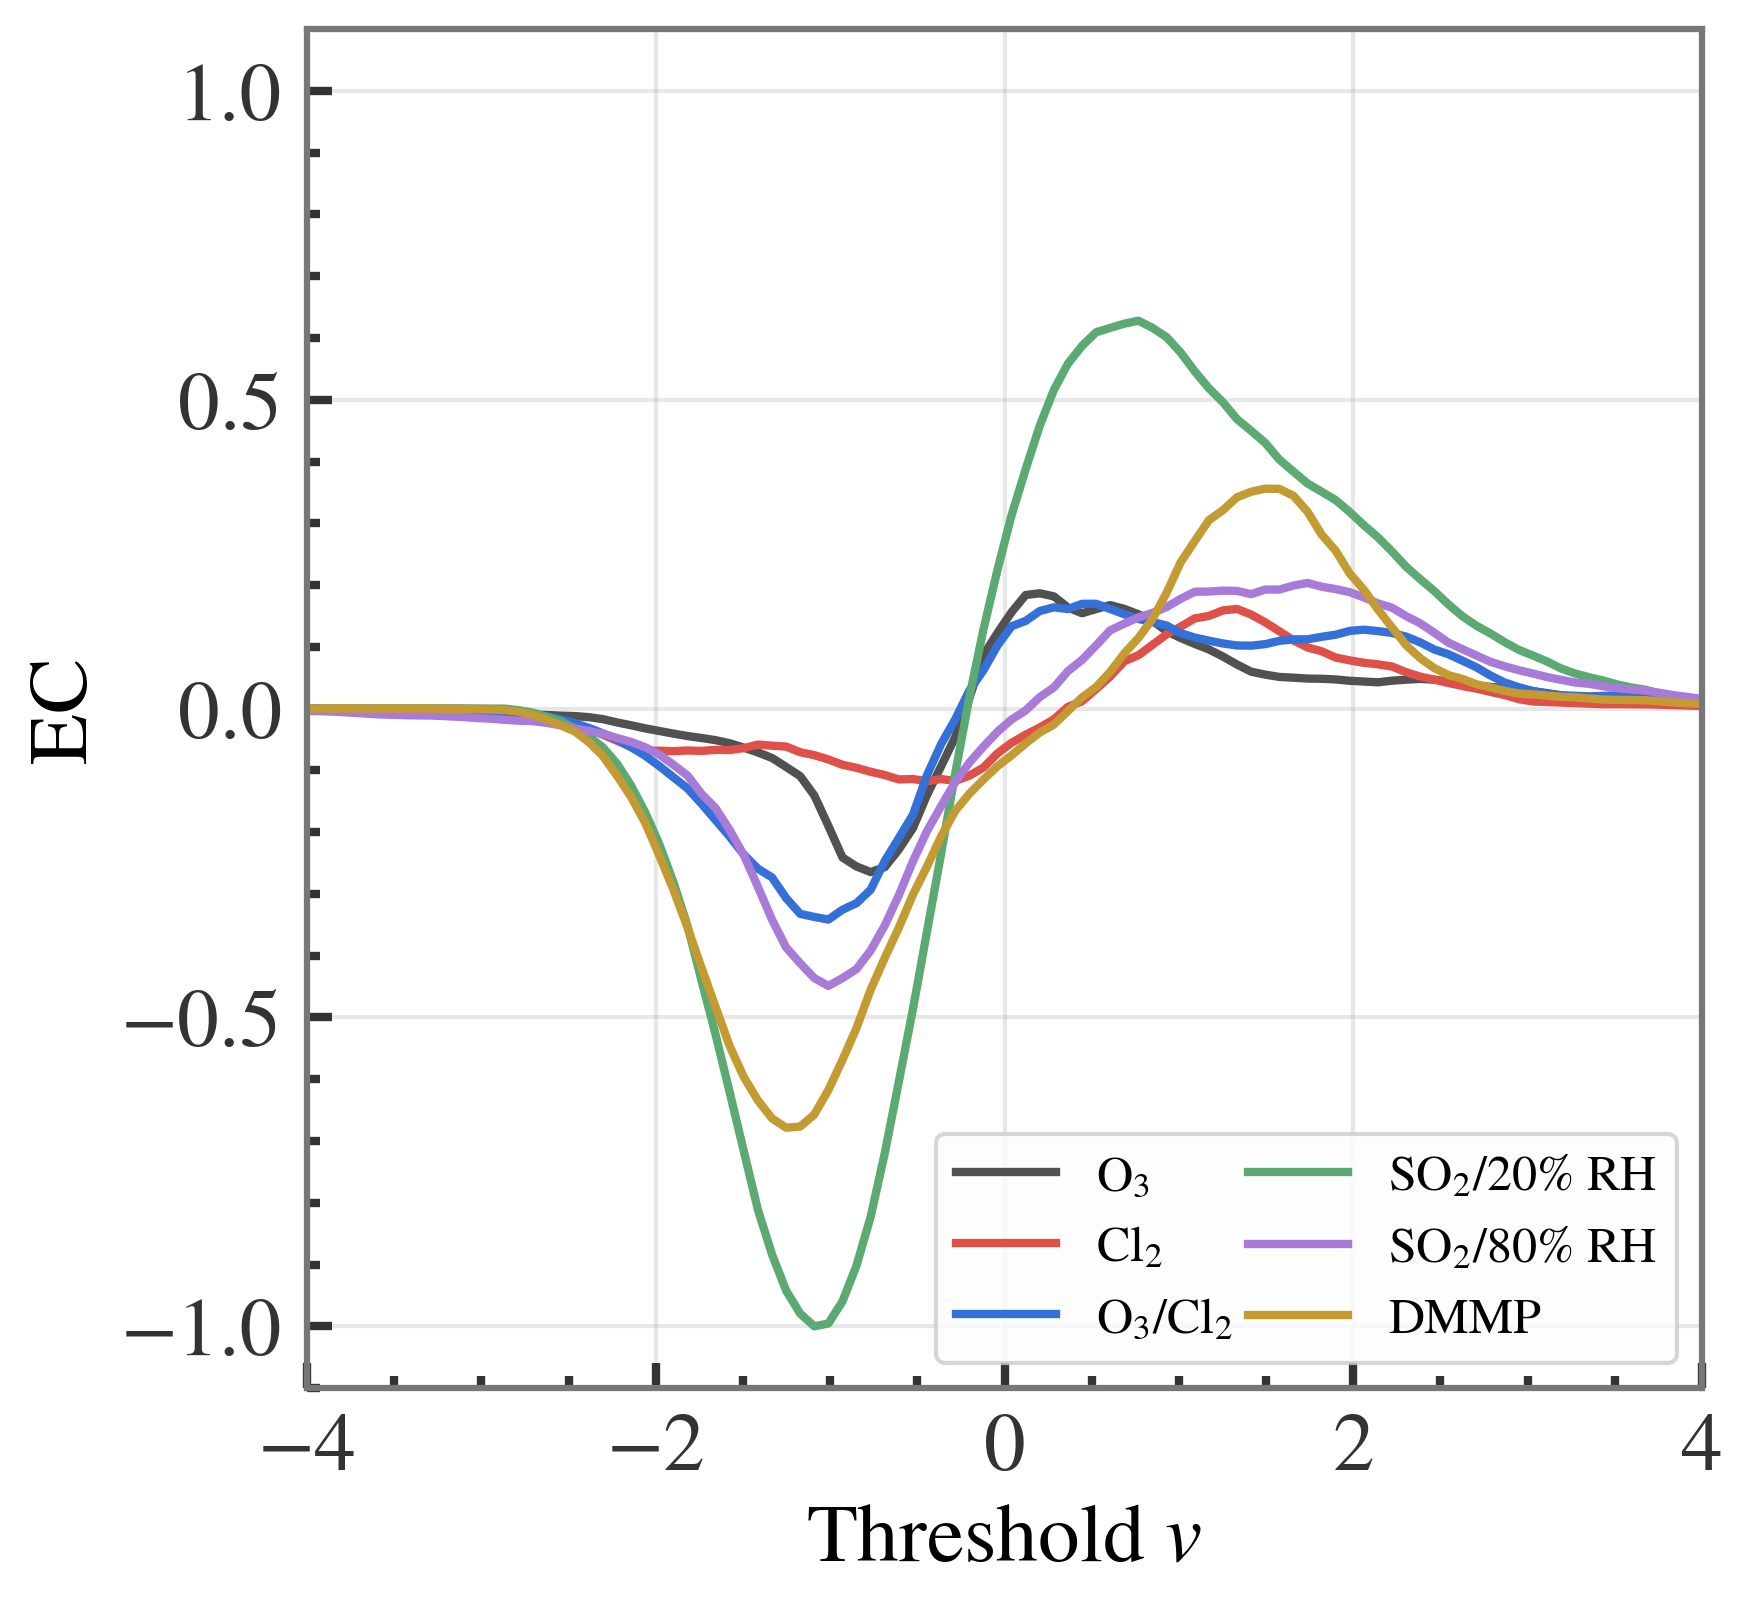 1.0
0.5
0.0
−0.5
−1.0
EC
−4
−2
0
2
4
Threshold ν
O₃
Cl₂
O₃/Cl₂
SO₂/20% RH
SO₂/80% RH
DMMP